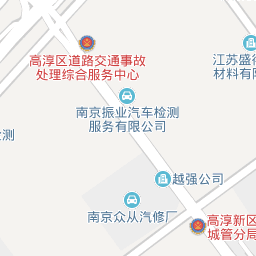 高淳区道路交通事故
处理综合服务中心
江苏盛
材料有限
南京振业汽车检测
服务有限公司
检测
越强公司
南京众从汽修厂
高淳新区
城管分局